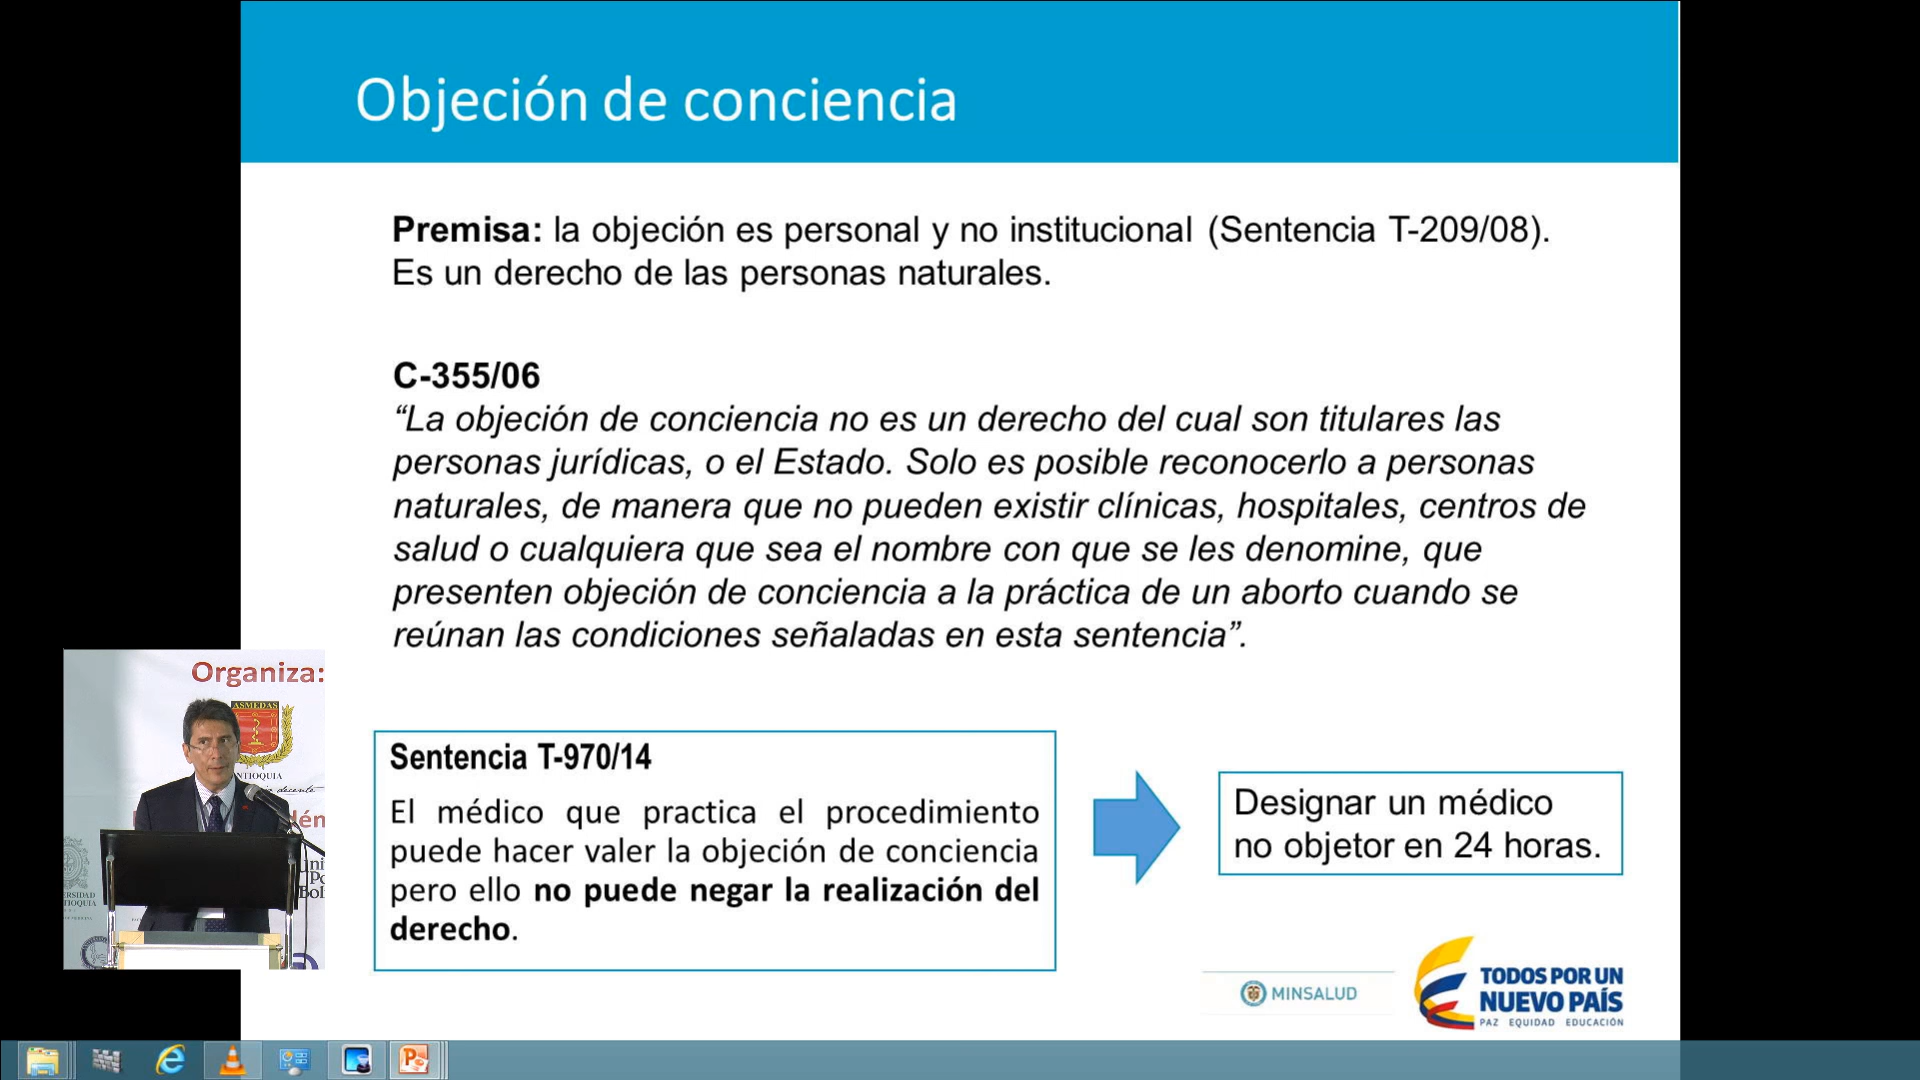 Objeción de conciencia
Premisa: la objeción es personal y no institucional (Sentencia T-209/08).
Es un derecho de las personas naturales.
C-355/06
“La objeción de conciencia no es un derecho del cual son titulares las
personas jurídicas, o el Estado. Solo es posible reconocerlo a personas
naturales, de manera que no pueden existir clínicas, hospitales, centros de
salud o cualquiera que sea el nombre con que se les denomine, que
presenten objeción de conciencia a la práctica de un aborto cuando se
reúnan las condiciones señaladas en esta sentencia”.
Organiza:
ASMEDAS
NTIOQUIA
decente
Sentencia T-970/14
El médico que practica el procedimiento
puede hacer valer la objeción de conciencia
pero ello no puede negar la realización del
derecho.
Designar un médico
no objetor en 24 horas.
MINSALUD
TODOS POR UN
NUEVO PAÍS
PAZ EQUIDAD EDUCACIÓN